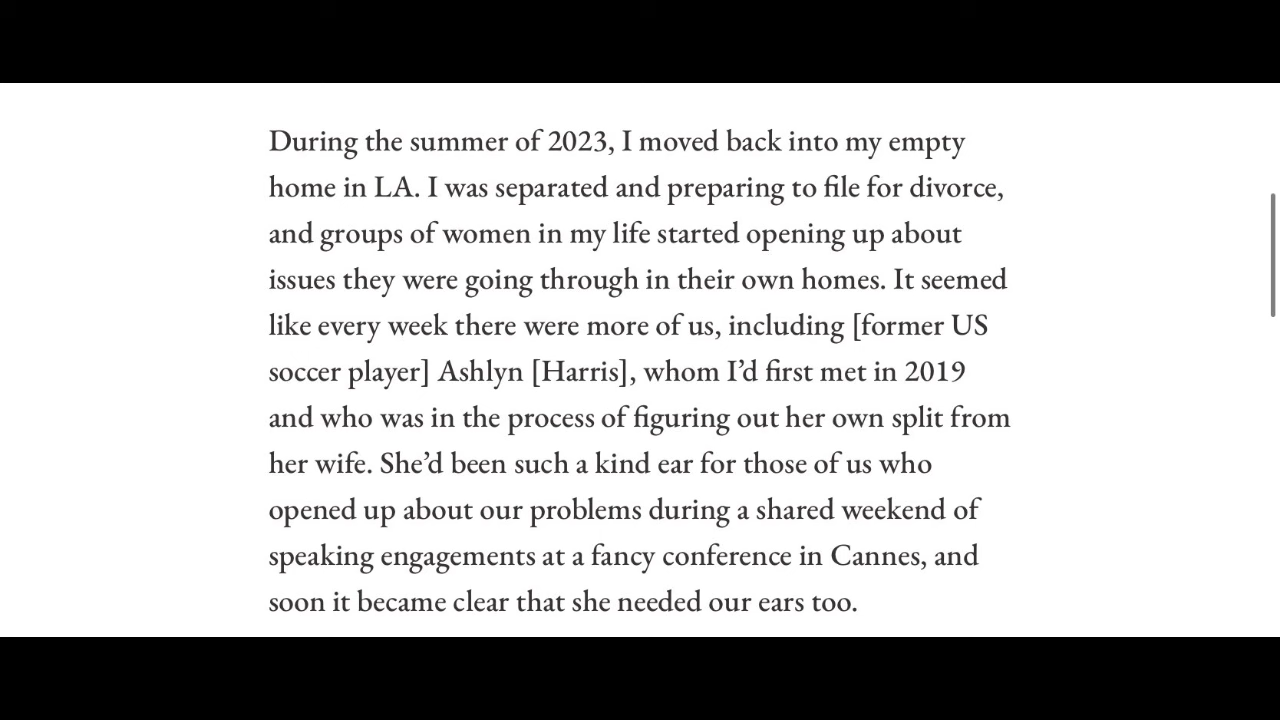 During the summer of 2023, I moved back into my empty
home in LA. I was separated and preparing to file for divorce,
and groups of women in my life started opening up about
issues they were going through in their own homes. It seemed
like every week there were more of us, including [former US
soccer player] Ashlyn [Harris], whom I’d first met in 2019
and who was in the process of figuring out her own split from
her wife. She’d been such a kind ear for those of us who
opened up about our problems during a shared weekend of
speaking engagements at a fancy conference in Cannes, and
soon it became clear that she needed our ears too.